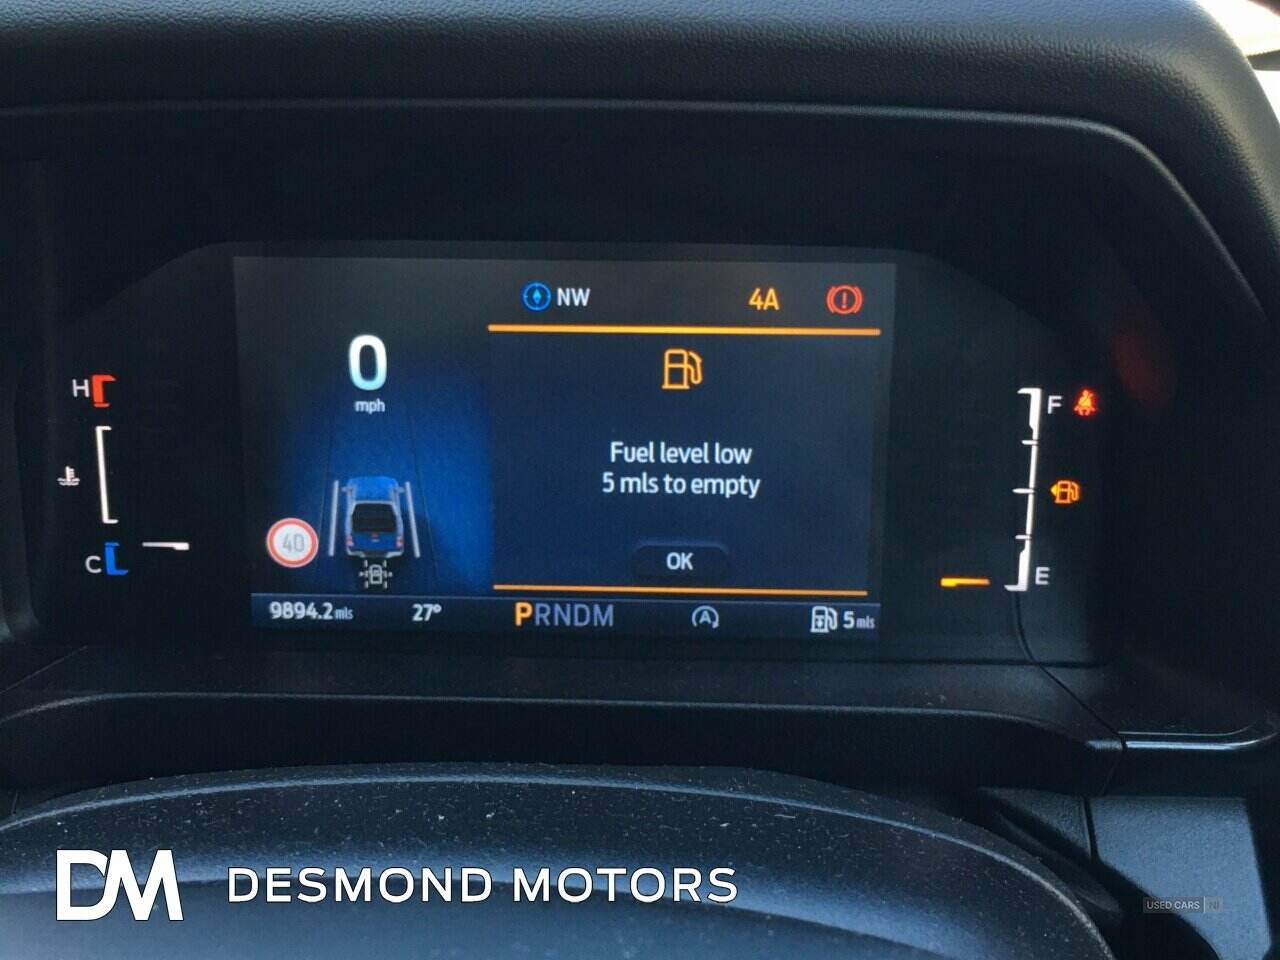 NW 4A
0
mph
H
F
Fuel level low
5 mls to empty
40
OK
C
E
9894.2 mls 27° PRNDM A 5 mls
DM DESMOND MOTORS
USED CARS NI